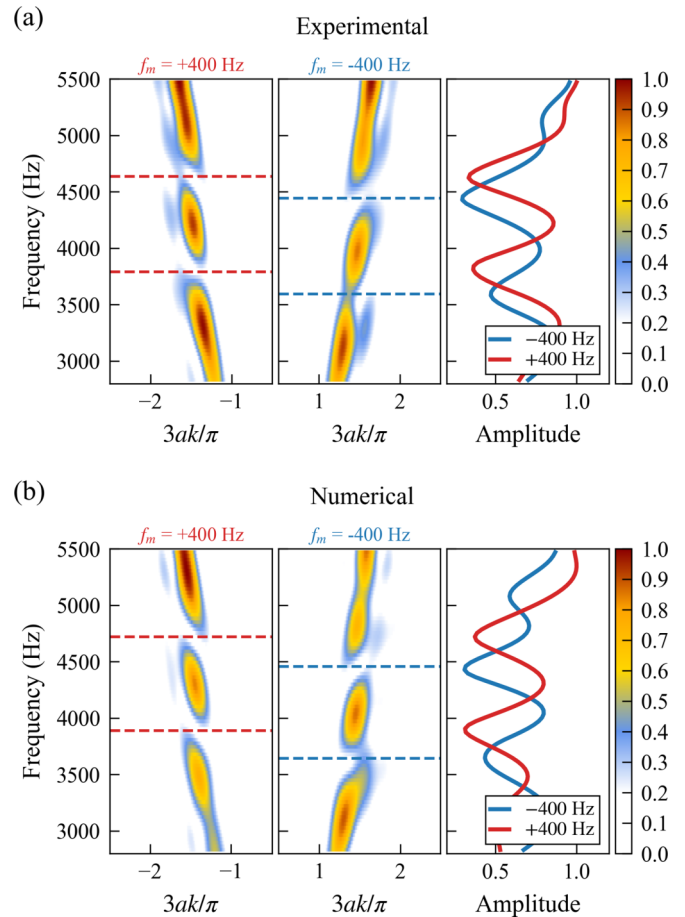 (a)
Experimental
fₘ = +400 Hz
fₘ = -400 Hz
5500
5000
4500
4000
3500
3000
Frequency (Hz)
−2
−1
3ak/π
1
2
3ak/π
−400 Hz
+400 Hz
0.5
1.0
Amplitude
1.0
0.9
0.8
0.7
0.6
0.5
0.4
0.3
0.2
0.1
0.0
(b)
Numerical
fₘ = +400 Hz
fₘ = -400 Hz
5500
5000
4500
4000
3500
3000
Frequency (Hz)
−2
−1
3ak/π
1
2
3ak/π
−400 Hz
+400 Hz
0.5
1.0
Amplitude
1.0
0.9
0.8
0.7
0.6
0.5
0.4
0.3
0.2
0.1
0.0